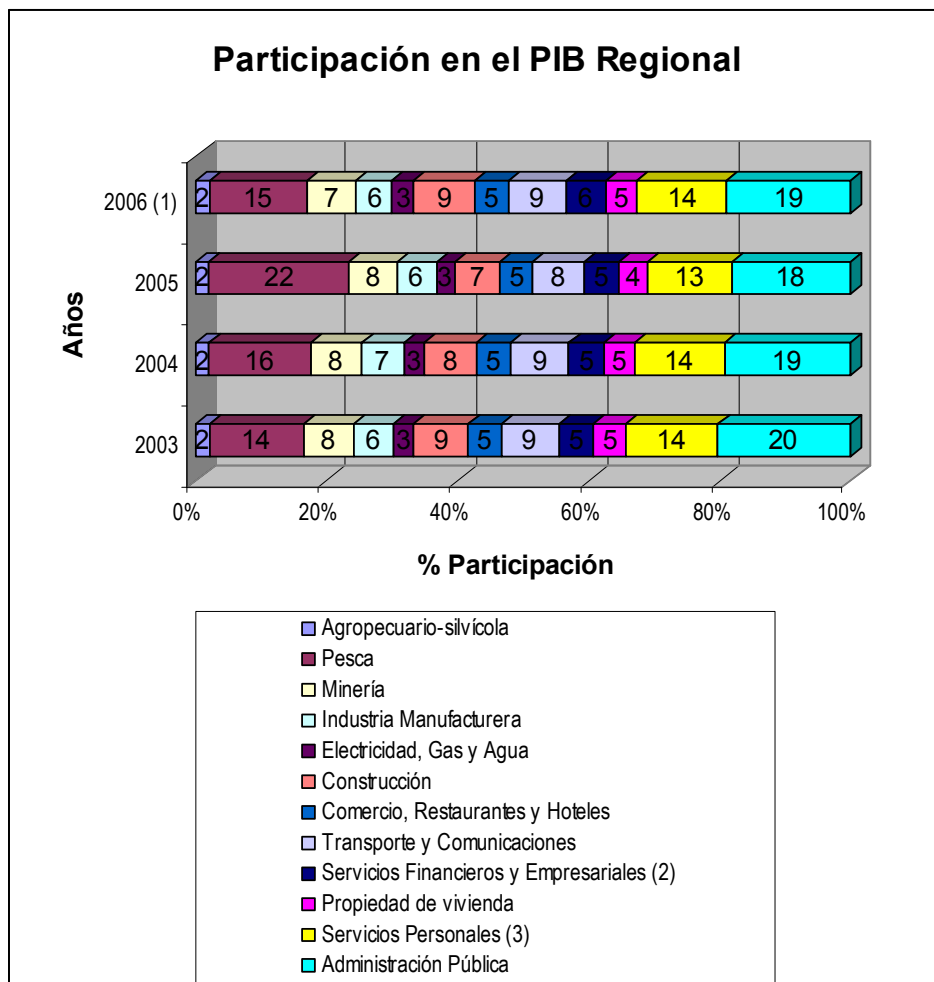 Participación en el PIB Regional
2006 (1)
2 15 7 6 3 9 5 9 6 5 14 19
2005
2 22 8 6 3 7 5 8 5 4 13 18
2004
2 16 8 7 3 8 5 9 5 5 14 19
2003
2 14 8 6 3 9 5 9 5 5 14 20
Años
0% 20% 40% 60% 80% 100%
% Participación
Agropecuario-silvícola
Pesca
Minería
Industria Manufacturera
Electricidad, Gas y Agua
Construcción
Comercio, Restaurantes y Hoteles
Transporte y Comunicaciones
Servicios Financieros y Empresariales (2)
Propiedad de vivienda
Servicios Personales (3)
Administración Pública